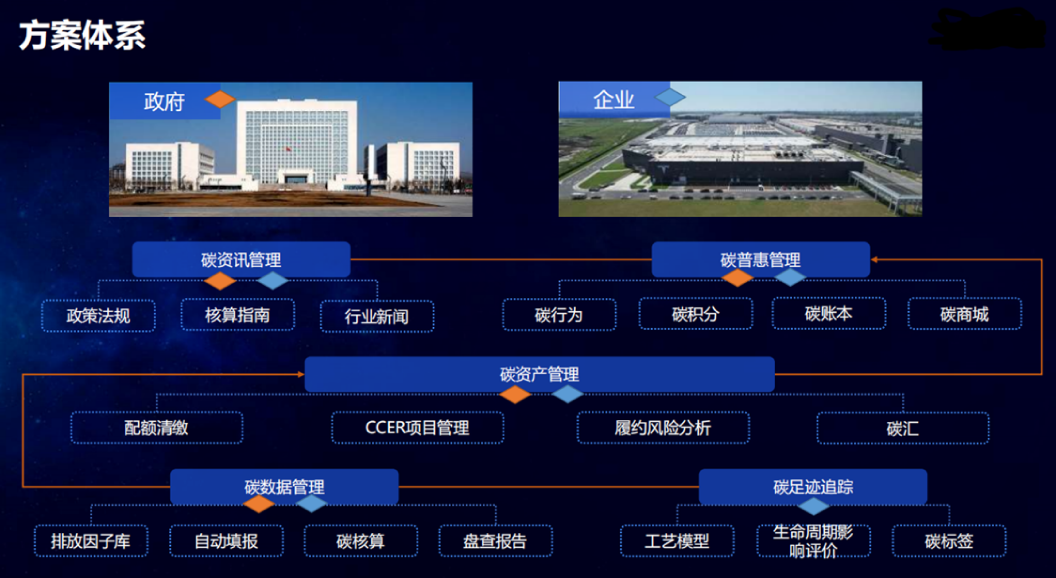 方案体系
政府
企业
碳资讯管理
碳普惠管理
政策法规
核算指南
行业新闻
碳行为
碳积分
碳账本
碳商城
碳资产管理
配额清缴
CCER项目管理
履约风险分析
碳汇
碳数据管理
碳足迹追踪
排放因子库
自动填报
碳核算
盘查报告
工艺模型
生命周期影
响评价
碳标签